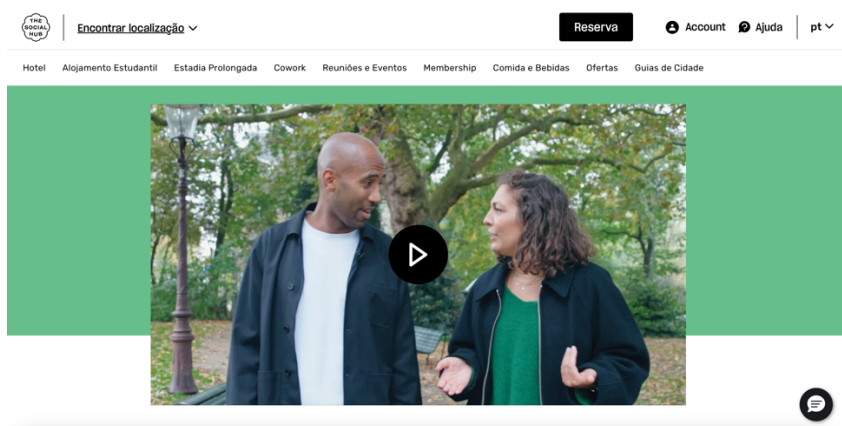 THE
SOCIAL
HUB
Encontrar localização
Reserva
Account
Ajuda
pt
Hotel Alojamento Estudantil Estadia Prolongada Cowork Reuniões e Eventos Membership Comida e Bebidas Ofertas Guias de Cidade